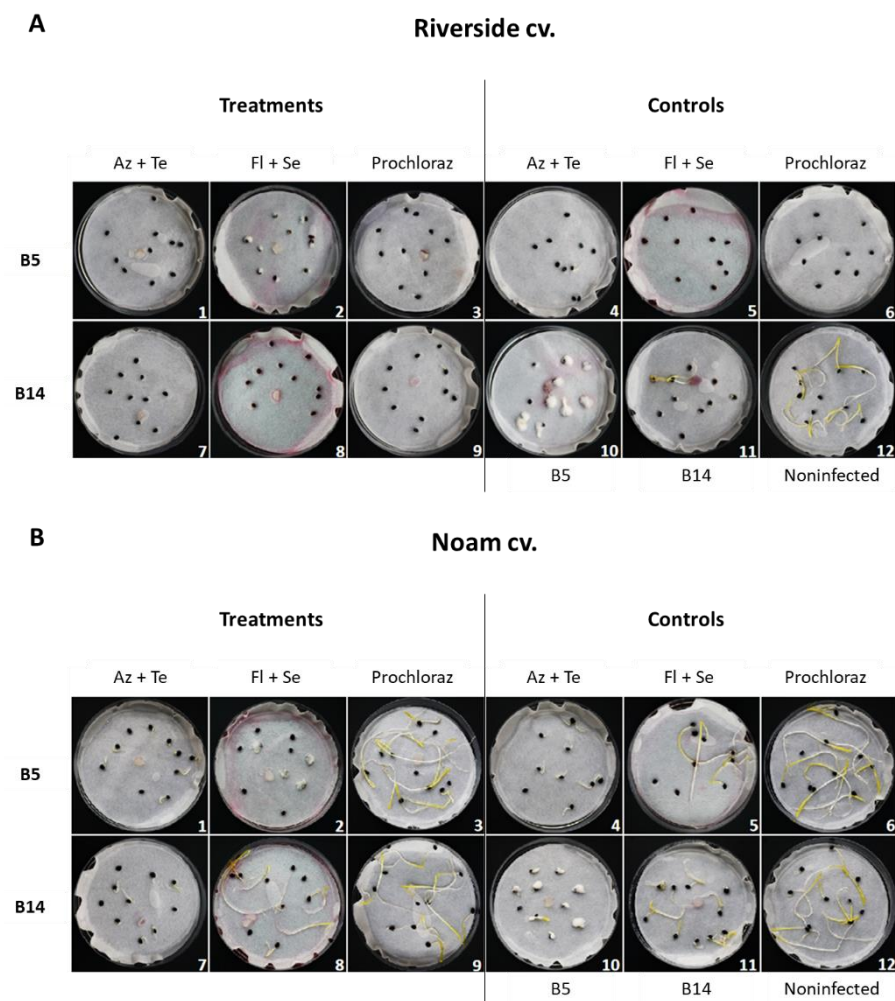 A
Riverside cv.
Treatments Controls
Az + Te Fl + Se Prochloraz Az + Te Fl + Se Prochloraz
B5
1 2 3 4 5 6
B14
7 8 9 10 11 12
B5 B14 Noninfected
B
Noam cv.
Treatments Controls
Az + Te Fl + Se Prochloraz Az + Te Fl + Se Prochloraz
B5
1 2 3 4 5 6
B14
7 8 9 10 11 12
B5 B14 Noninfected